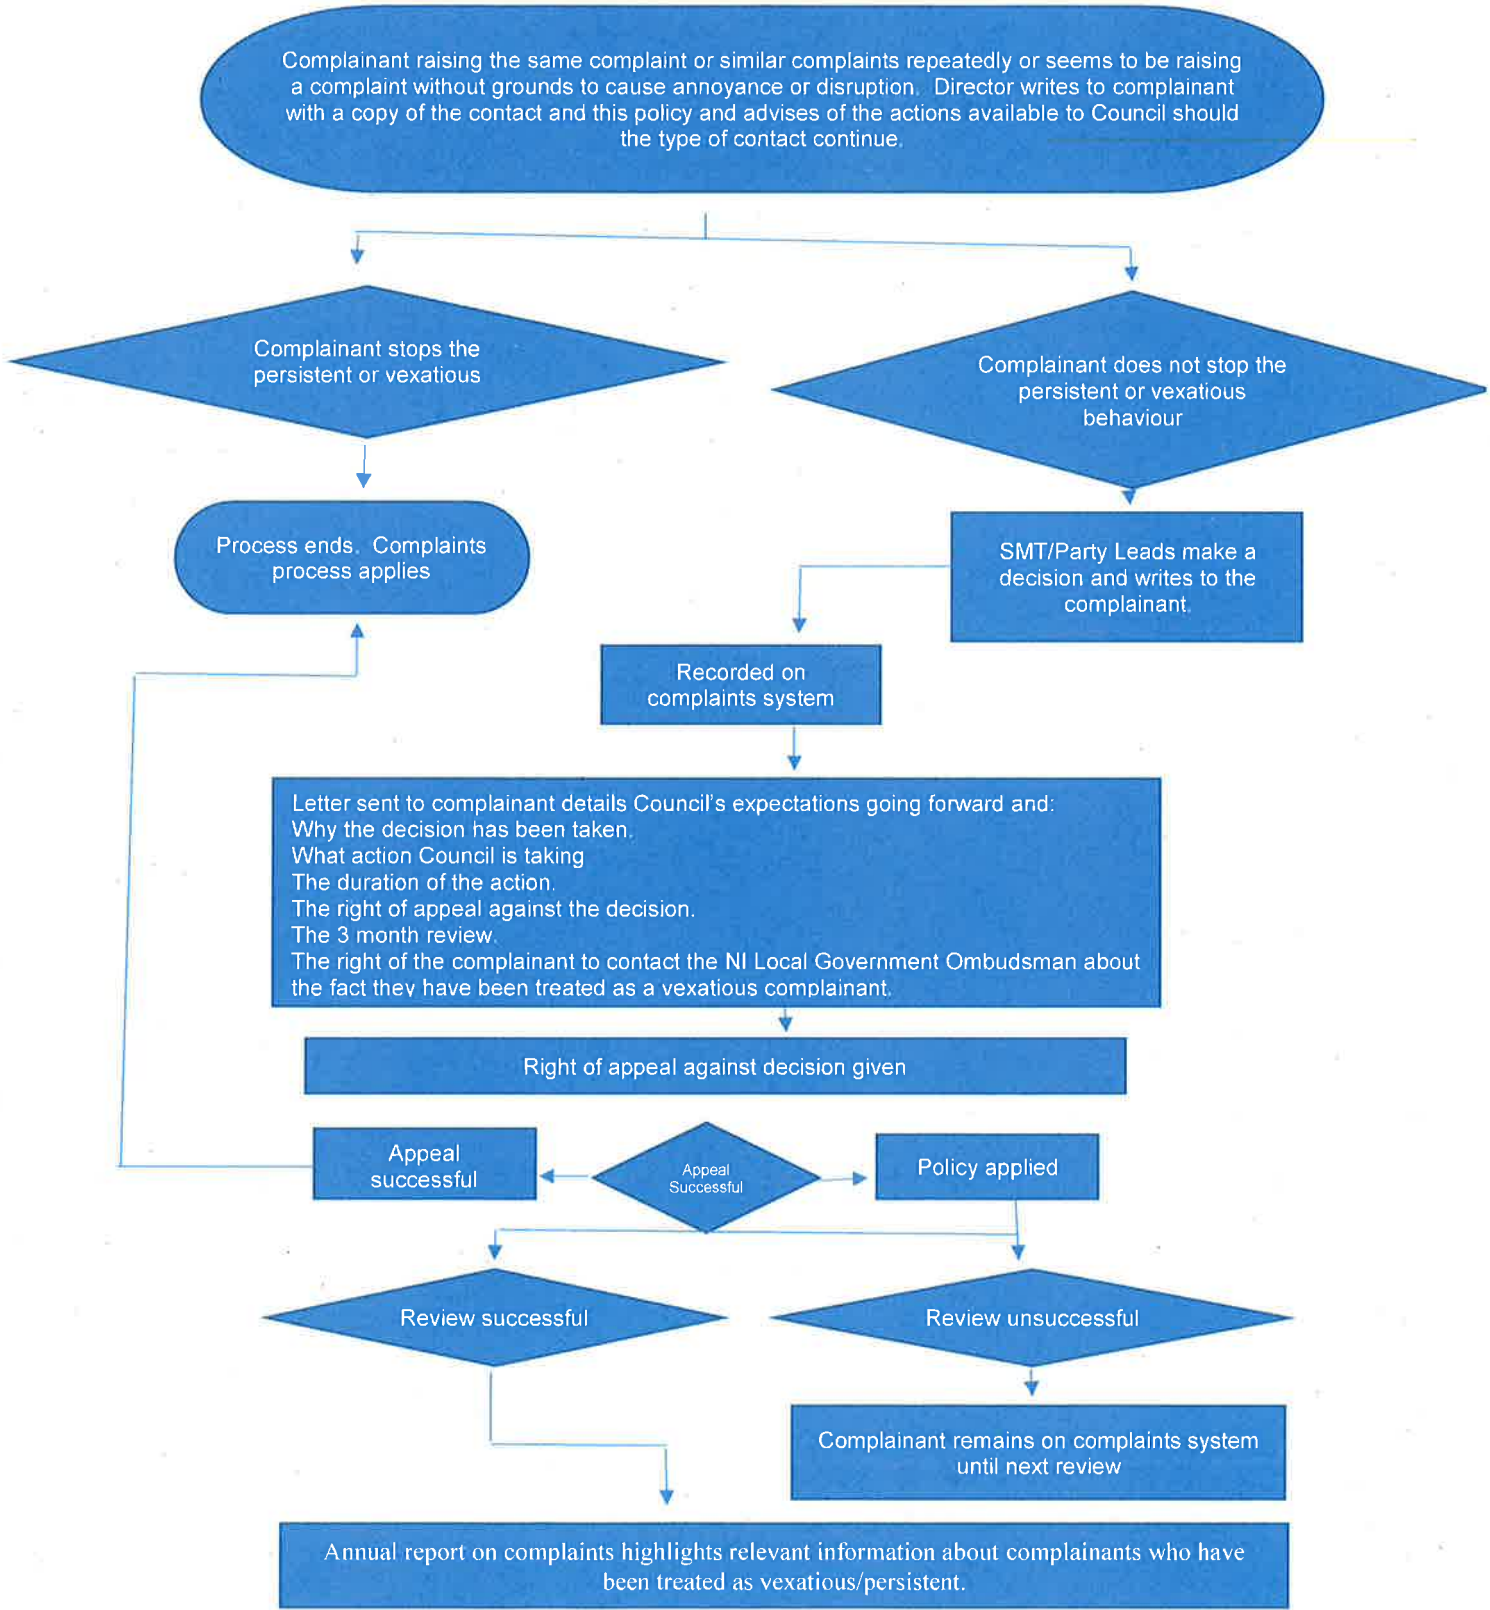 Complainant raising the same complaint or similar complaints repeatedly or seems to be raising
a complaint without grounds to cause annoyance or disruption.  Director writes to complainant
with a copy of the contact and this policy and advises of the actions available to Council should
the type of contact continue.
Complainant stops the
persistent or vexatious
Complainant does not stop the
persistent or vexatious
behaviour
Process ends.  Complaints
process applies
SMT/Party Leads make a
decision and writes to the
complainant.
Recorded on
complaints system
Letter sent to complainant details Council's expectations going forward and:
Why the decision has been taken.
What action Council is taking
The duration of the action.
The right of appeal against the decision.
The 3 month review.
The right of the complainant to contact the NI Local Government Ombudsman about
the fact they have been treated as a vexatious complainant.
Right of appeal against decision given
Appeal
successful
Appeal
Successful
Policy applied
Review successful
Review unsuccessful
Complainant remains on complaints system
until next review
Annual report on complaints highlights relevant information about complainants who have
been treated as vexatious/persistent.